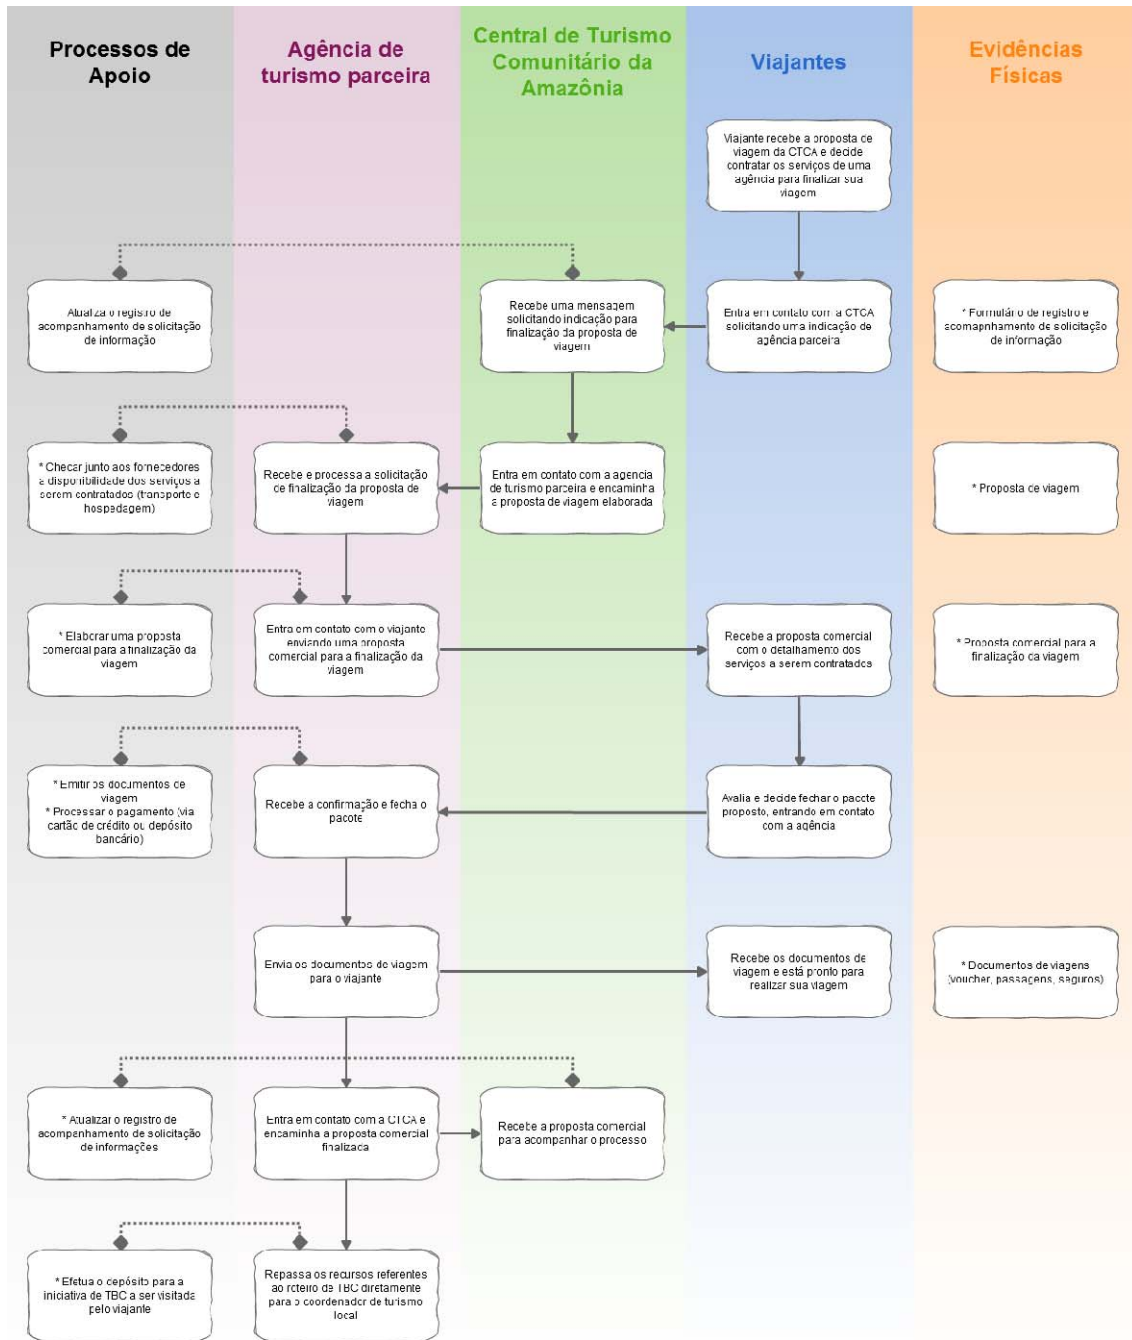 Processos de
Apoio
Agência de
turismo parceira
Central de Turismo
Comunitário da
Amazônia
Viajantes
Evidências
Físicas
Viajante recebe a proposta de
viagem da CTCA e decide
contratar os serviços de uma
agência para finalizar sua
viagem
Atualiza o registro de
acompanhamento de solicitação
de informação
Recebe uma mensagem
solicitando indicação para
finalização da proposta de
viagem
Entra em contato com a CTCA
solicitando uma indicação de
agência parceira
* Formulário de registro e
acomapnhamento de solicitação
de informação
* Checar junto aos fornecedores
a disponibilidade dos serviços a
serem contratados (transporte e
hospedagem)
Recebe e processa a solicitação
de finalização da proposta de
viagem
Entra em contato com a agencia
de turismo parceira e encaminha
a proposta de viagem elaborada
* Proposta de viagem
* Elaborar uma proposta
comercial para a finalização da
viagem
Entra em contato com o viajante
enviando uma proposta
comercial para a finalização da
viagem
Recebe a proposta comercial
com o detalhamento dos
serviços a serem contratados
* Proposta comercial para a
finalização da viagem
* Emitir os documentos de
viagem
* Processar o pagamento (via
cartão de crédito ou depósito
bancário)
Recebe a confirmação e fecha o
pacote
Avalia e decide fechar o pacote
proposto, entrando em contato
com a agência
Envia os documentos de viagem
para o viajante
Recebe os documentos de
viagem e está pronto para
realizar sua viagem
* Documentos de viagens
(voucher, passagens, seguros)
* Atualizar o registro de
acompanhamento de solicitação
de informações
Entra em contato com a CTCA e
encaminha a proposta comercial
finalizada
Recebe a proposta comercial
para acompanhar o processo
* Efetua o depósito para a
iniciativa de TBC a ser visitada
pelo viajante
Repassa os recursos referentes
ao roteiro de TBC diretamente
para o coordenador de turismo
local